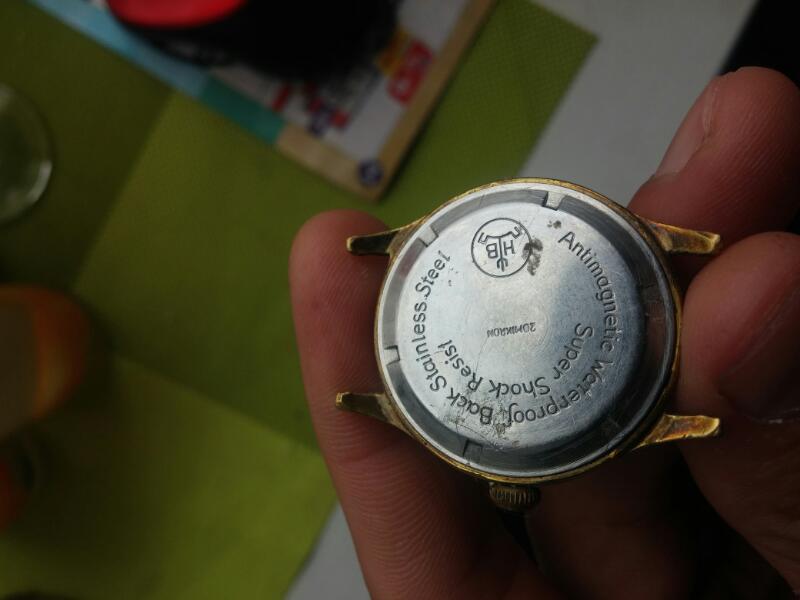 HB
20MIKRON
Antimagnetic Waterproof Back Stainless Steel
Super Shock Resist